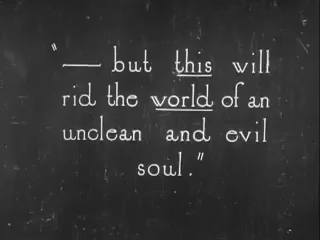 "— but this will
rid the world of an
unclean and evil
soul."